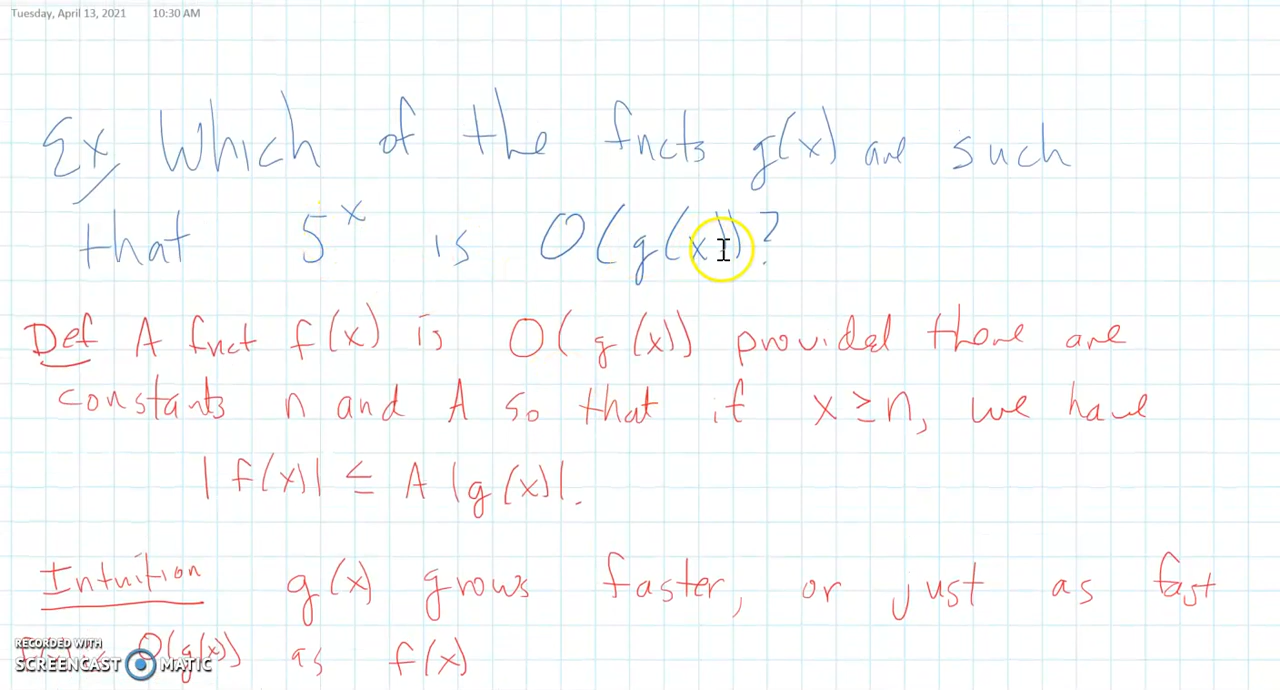 Tuesday, April 13, 2021 10:30 AM
Ex Which of the fncts g(x) are such
that 5^x is O(g(x))?
Def A fnct f(x) is O(g(x)) provided there are
constants n and A so that if x ≥ n, we have
|f(x)| ≤ A |g(x)|.
Intuition g(x) grows faster, or just as fast
O(g(x)) as f(x)
RECORDED WITH
SCREENCAST MATIC